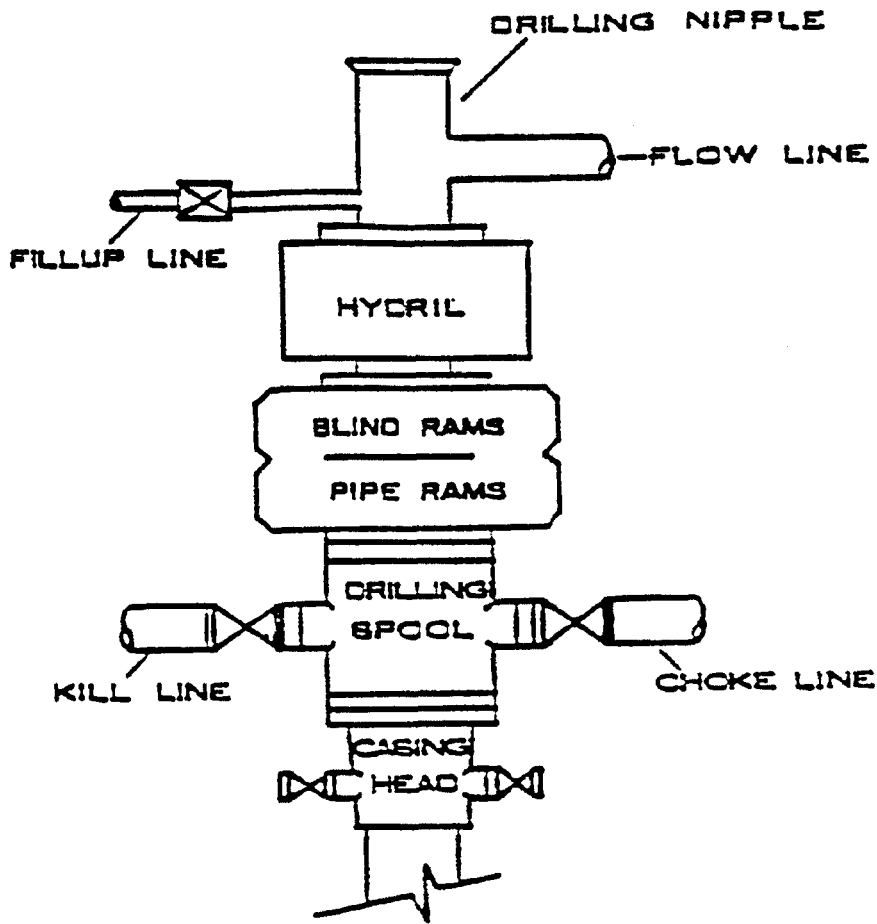 DRILLING NIPPLE
FLOW LINE
FILLUP LINE
HYDRIL
BLIND RAMS
PIPE RAMS
DRILLING
SPOOL
KILL LINE
CHOKE LINE
CASING
HEAD